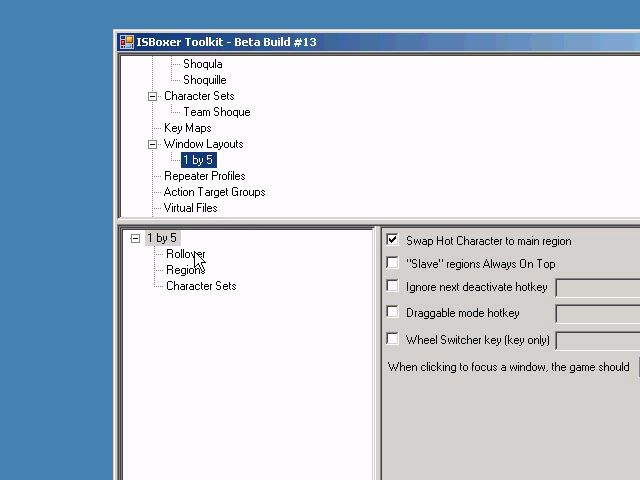 ISBoxer Toolkit - Beta Build #13
Shoqula
Shoquille
Character Sets
Team Shoque
Key Maps
Window Layouts
1 by 5
Repeater Profiles
Action Target Groups
Virtual Files
1 by 5
Rollover
Regions
Character Sets
Swap Hot Character to main region
"Slave" regions Always On Top
Ignore next deactivate hotkey
Draggable mode hotkey
Wheel Switcher key (key only)
When clicking to focus a window, the game should